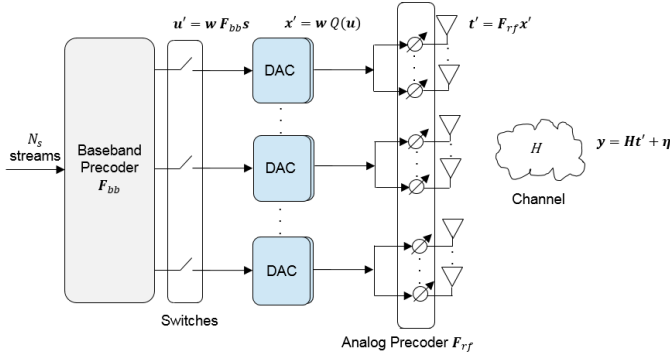 u' = w F_bb s
x' = w Q(u)
t' = F_rf x'
N_s
streams
Baseband
Precoder
F_bb
DAC
DAC
DAC
H
y = Ht' + η
Channel
Switches
Analog Precoder F_rf